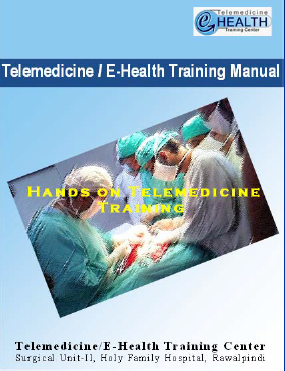 Telemedicine
eHEALTH
Training Center
Telemedicine / E-Health Training Manual
Hands on Telemedicine
Training
Telemedicine/E-Health Training Center
Surgical Unit-II, Holy Family Hospital, Rawalpindi